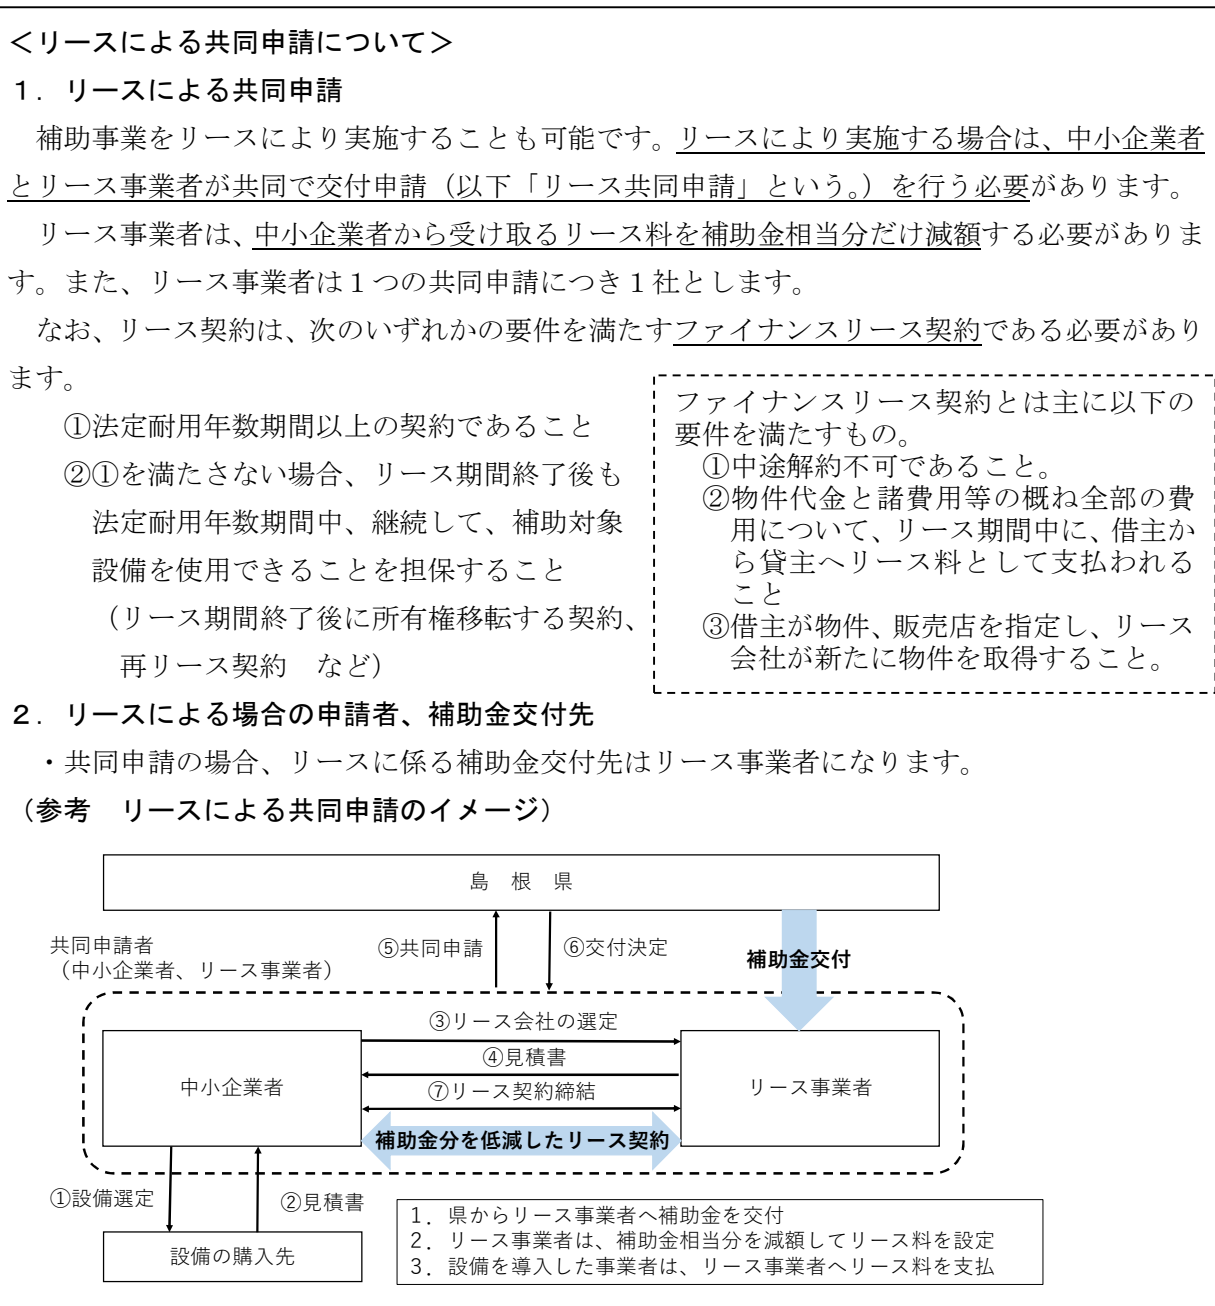 ＜リースによる共同申請について＞
１．リースによる共同申請
補助事業をリースにより実施することも可能です。リースにより実施する場合は、中小企業者
とリース事業者が共同で交付申請（以下「リース共同申請」という。）を行う必要があります。
リース事業者は、中小企業者から受け取るリース料を補助金相当分だけ減額する必要がありま
す。また、リース事業者は１つの共同申請につき１社とします。
なお、リース契約は、次のいずれかの要件を満たすファイナンスリース契約である必要があり
ます。
①法定耐用年数期間以上の契約であること
②①を満たさない場合、リース期間終了後も
法定耐用年数期間中、継続して、補助対象
設備を使用できることを担保すること
（リース期間終了後に所有権移転する契約、
再リース契約　など）
ファイナンスリース契約とは主に以下の
要件を満たすもの。
①中途解約不可であること。
②物件代金と諸費用等の概ね全部の費
用について、リース期間中に、借主か
ら貸主へリース料として支払われる
こと
③借主が物件、販売店を指定し、リース
会社が新たに物件を取得すること。
２．リースによる場合の申請者、補助金交付先
・共同申請の場合、リースに係る補助金交付先はリース事業者になります。
（参考　リースによる共同申請のイメージ）
島　根　県
共同申請者
（中小企業者、リース事業者）
⑤共同申請
⑥交付決定
補助金交付
③リース会社の選定
④見積書
⑦リース契約締結
中小企業者
リース事業者
補助金分を低減したリース契約
①設備選定
②見積書
設備の購入先
1．県からリース事業者へ補助金を交付
2．リース事業者は、補助金相当分を減額してリース料を設定
3．設備を導入した事業者は、リース事業者へリース料を支払